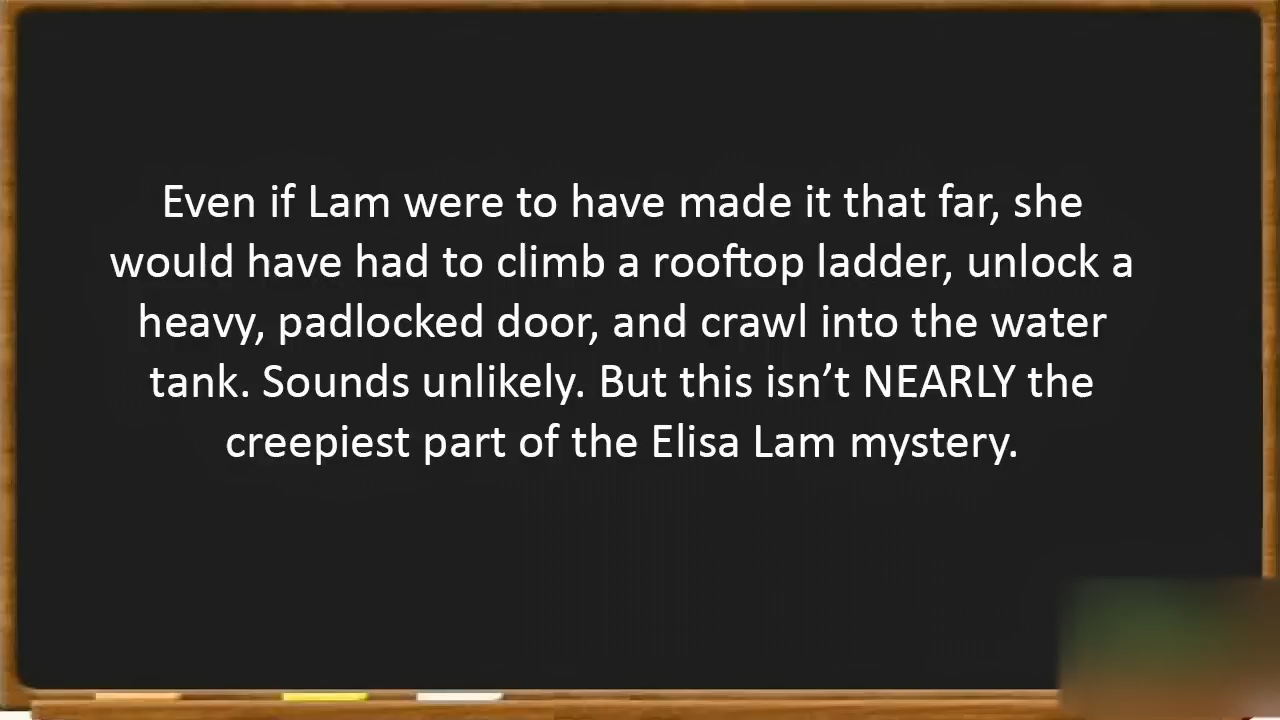 Even if Lam were to have made it that far, she
would have had to climb a rooftop ladder, unlock a
heavy, padlocked door, and crawl into the water
tank. Sounds unlikely. But this isn’t NEARLY the
creepiest part of the Elisa Lam mystery.